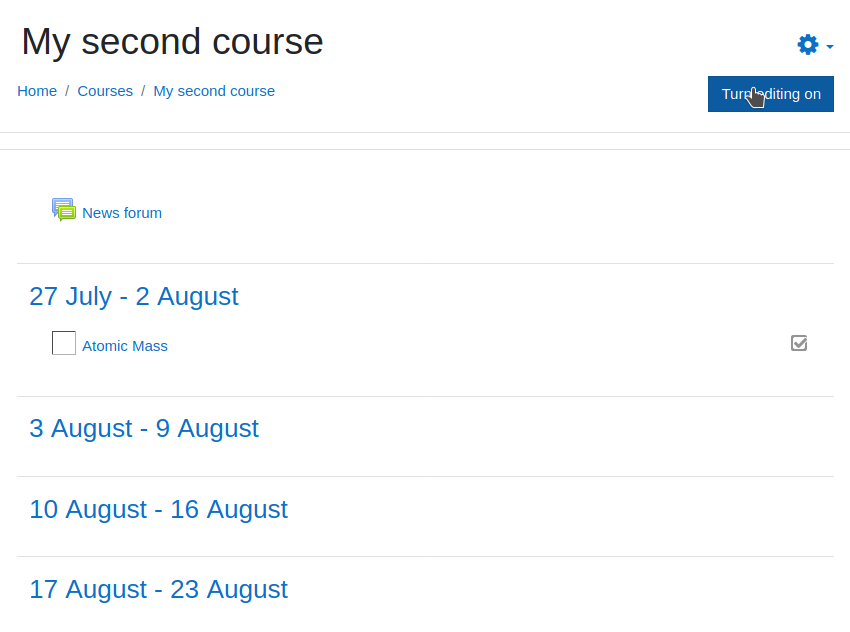 My second course
Home / Courses / My second course
Turn editing on
News forum
27 July - 2 August
Atomic Mass
3 August - 9 August
10 August - 16 August
17 August - 23 August